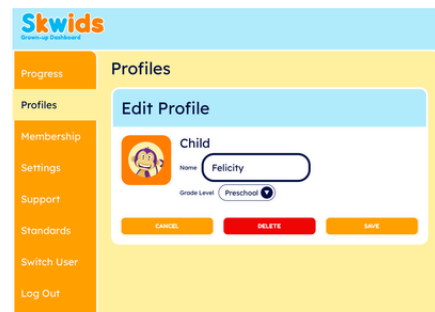 Skwids
Grown-up Dashboard
Progress
Profiles
Membership
Settings
Support
Standards
Switch User
Log Out
Profiles
Edit Profile
Child
Name Felicity
Grade Level Preschool
CANCEL DELETE SAVE